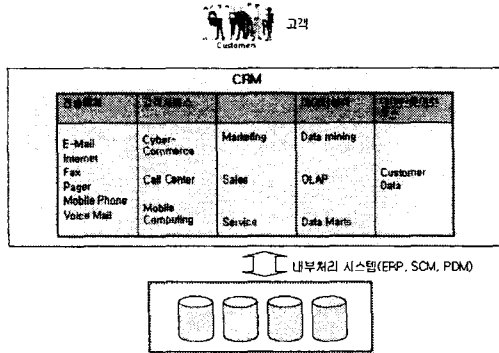 고객
Customers
CRM
E-Mail
Internet
Fax
Pager
Mobile Phone
Voice Mail
Cyber-
Commerce
Call Center
Mobile
Computing
Marketing
Sales
Service
Data mining
OLAP
Data Marts
Customer
Data
내부처리 시스템(ERP, SCM, PDM)